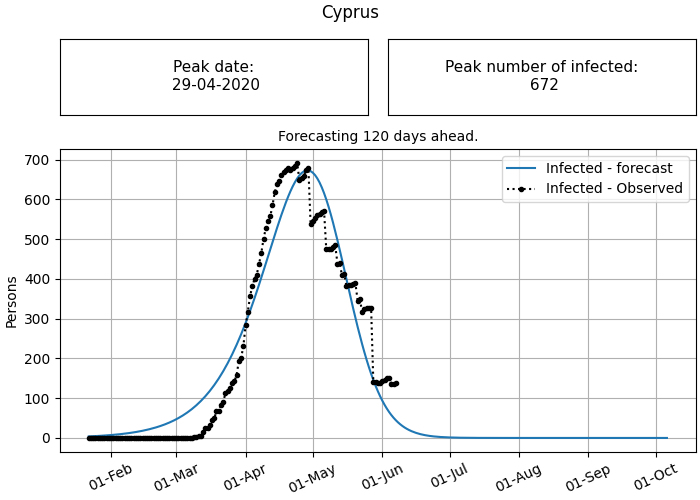 Cyprus
Peak date:
29-04-2020
Peak number of infected:
672
Forecasting 120 days ahead.
Infected - forecast
Infected - Observed
Persons
700
600
500
400
300
200
100
0
01-Feb
01-Mar
01-Apr
01-May
01-Jun
01-Jul
01-Aug
01-Sep
01-Oct